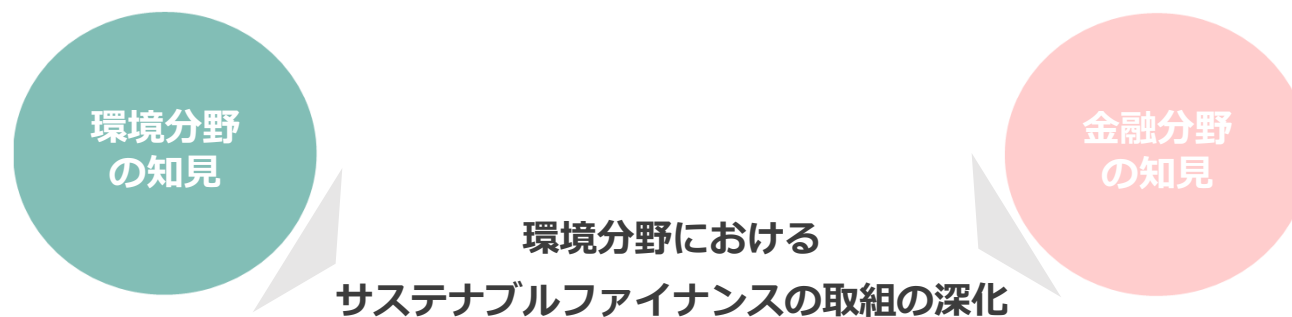 環境分野
の知見
金融分野
の知見
環境分野における
サステナブルファイナンスの取組の深化